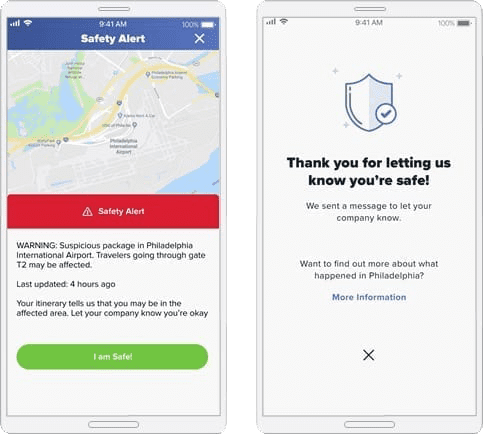 9:41 AM
100%
Safety Alert
Philadelphia
International
Airport
Safety Alert
WARNING: Suspicious package in Philadelphia
International Airport. Travelers going through gate
T2 may be affected.
Last updated: 4 hours ago
Your itinerary tells us that you may be in the
affected area. Let your company know you're okay
I am Safe!
9:41 AM
100%
Thank you for letting us
know you're safe!
We sent a message to let your
company know.
Want to find out more about what
happened in Philadelphia?
More Information